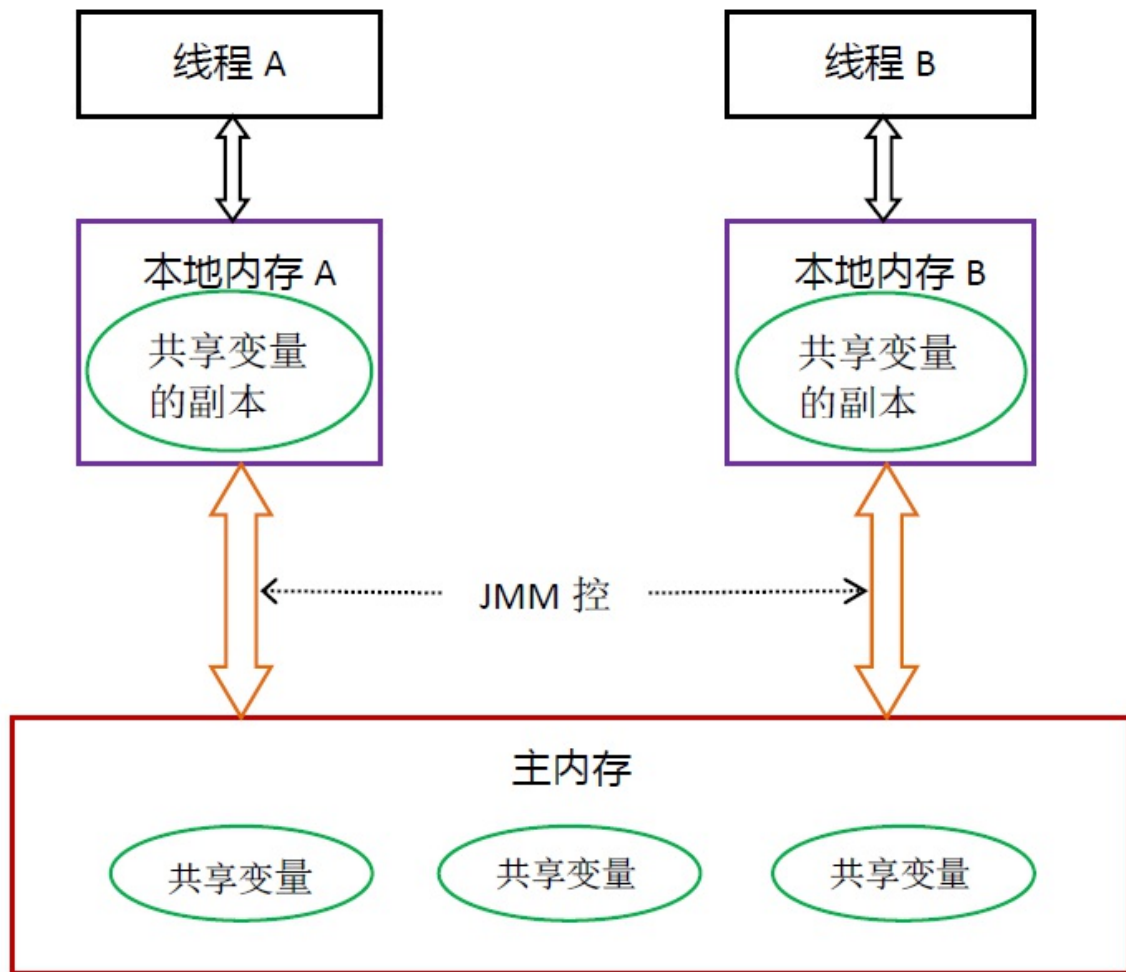 线程 A
线程 B
本地内存 A
共享变量
的副本
本地内存 B
共享变量
的副本
JMM 控
主内存
共享变量
共享变量
共享变量